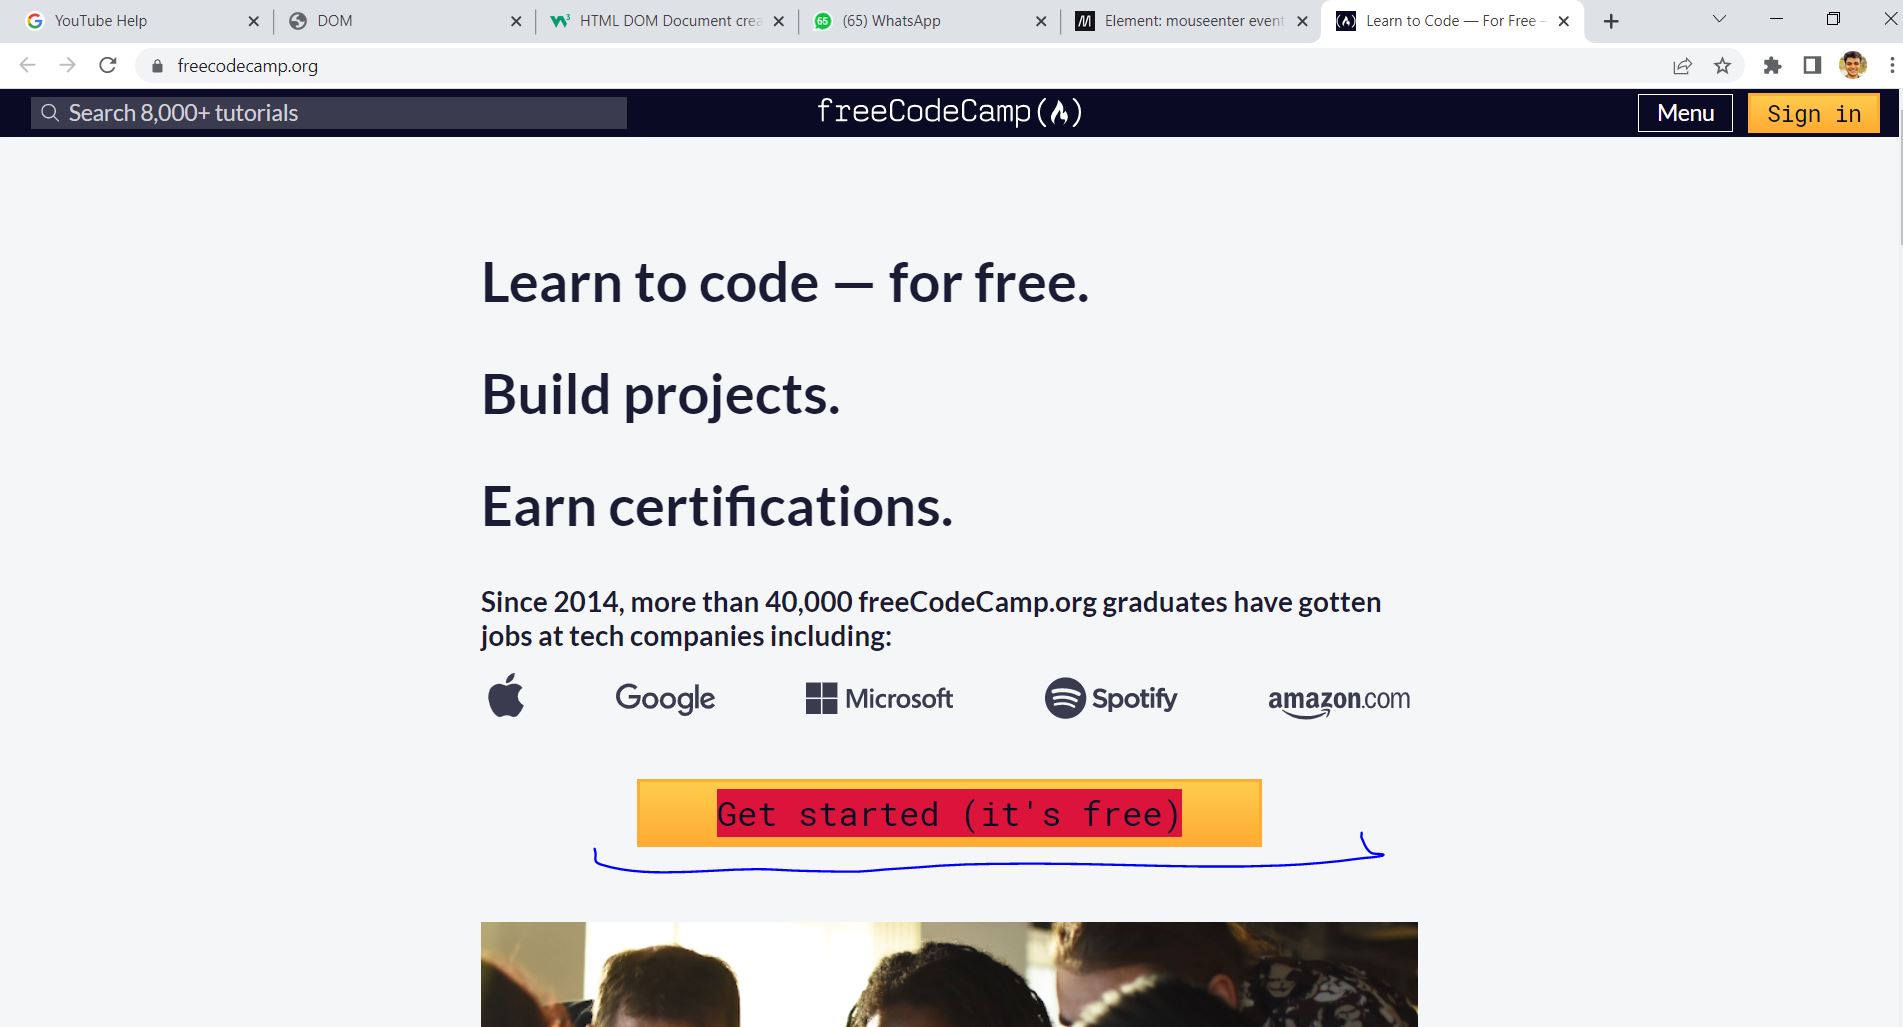 YouTube Help
DOM
HTML DOM Document crea
(65) WhatsApp
Element: mouseenter event
Learn to Code — For Free –
freecodecamp.org
Search 8,000+ tutorials
freeCodeCamp(🔥)
Menu
Sign in
Learn to code — for free.
Build projects.
Earn certifications.
Since 2014, more than 40,000 freeCodeCamp.org graduates have gotten
jobs at tech companies including:
Google
Microsoft
Spotify
amazon.com
Get started (it's free)